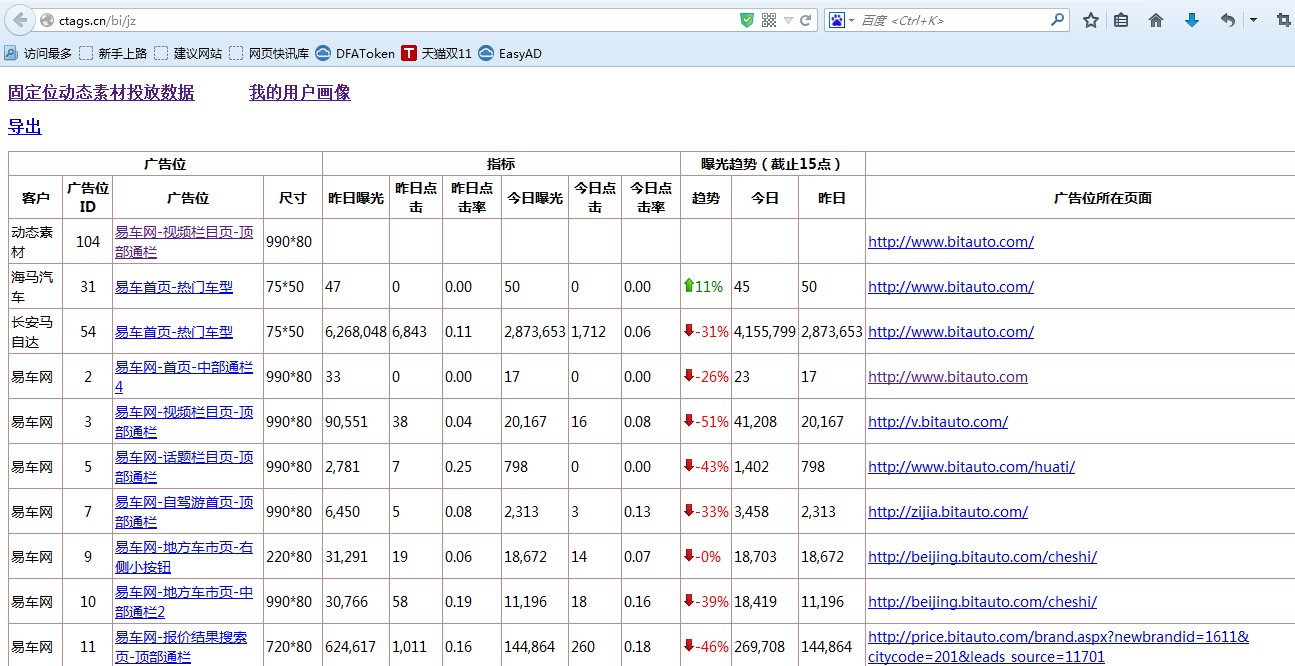 ctags.cn/bi/jz
百度 <Ctrl+K>
访问最多 新手上路 建议网站 网页快讯库 DFAToken T 天猫双11 EasyAD
固定位动态素材投放数据 我的用户画像
导出
广告位 指标 曝光趋势（截止15点）
客户 广告位ID 广告位 尺寸 昨日曝光 昨日点击 昨日点击率 今日曝光 今日点击 今日点击率 趋势 今日 昨日 广告位所在页面
动态素材 104 易车网-视频栏目页-顶部通栏 990*80 http://www.bitauto.com/
海马汽车 31 易车首页-热门车型 75*50 47 0 0.00 50 0 0.00 11% 45 50 http://www.bitauto.com/
长安马自达 54 易车首页-热门车型 75*50 6,268,048 6,843 0.11 2,873,653 1,712 0.06 -31% 4,155,799 2,873,653 http://www.bitauto.com/
易车网 2 易车网-首页-中部通栏4 990*80 33 0 0.00 17 0 0.00 -26% 23 17 http://www.bitauto.com
易车网 3 易车网-视频栏目页-顶部通栏 990*80 90,551 38 0.04 20,167 16 0.08 -51% 41,208 20,167 http://v.bitauto.com/
易车网 5 易车网-话题栏目页-顶部通栏 990*80 2,781 7 0.25 798 0 0.00 -43% 1,402 798 http://www.bitauto.com/huati/
易车网 7 易车网-自驾游首页-顶部通栏 990*80 6,450 5 0.08 2,313 3 0.13 -33% 3,458 2,313 http://zijia.bitauto.com/
易车网 9 易车网-地方车市页-右侧小按钮 220*80 31,291 19 0.06 18,672 14 0.07 -0% 18,703 18,672 http://beijing.bitauto.com/cheshi/
易车网 10 易车网-地方车市页-中部通栏2 990*80 30,766 58 0.19 11,196 18 0.16 -39% 18,419 11,196 http://beijing.bitauto.com/cheshi/
易车网 11 易车网-报价结果搜索页-顶部通栏 720*80 624,617 1,011 0.16 144,864 260 0.18 -46% 269,708 144,864 http://price.bitauto.com/brand.aspx?newbrandid=1611&citycode=201&leads_source=11701